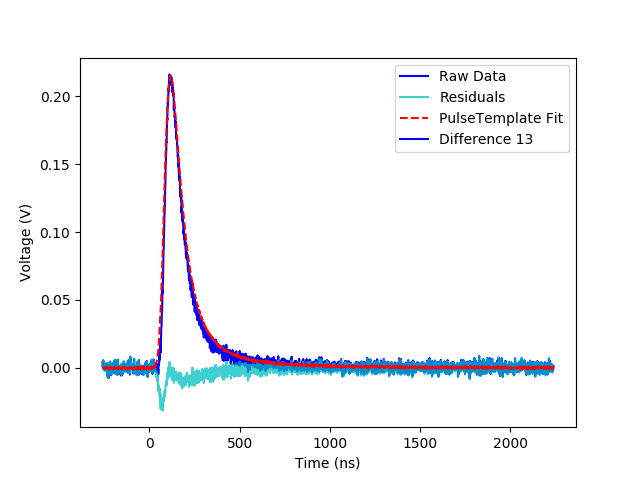 Raw Data
Residuals
PulseTemplate Fit
Difference 13
0.20
0.15
0.10
0.05
0.00
Voltage (V)
0
500
1000
1500
2000
Time (ns)